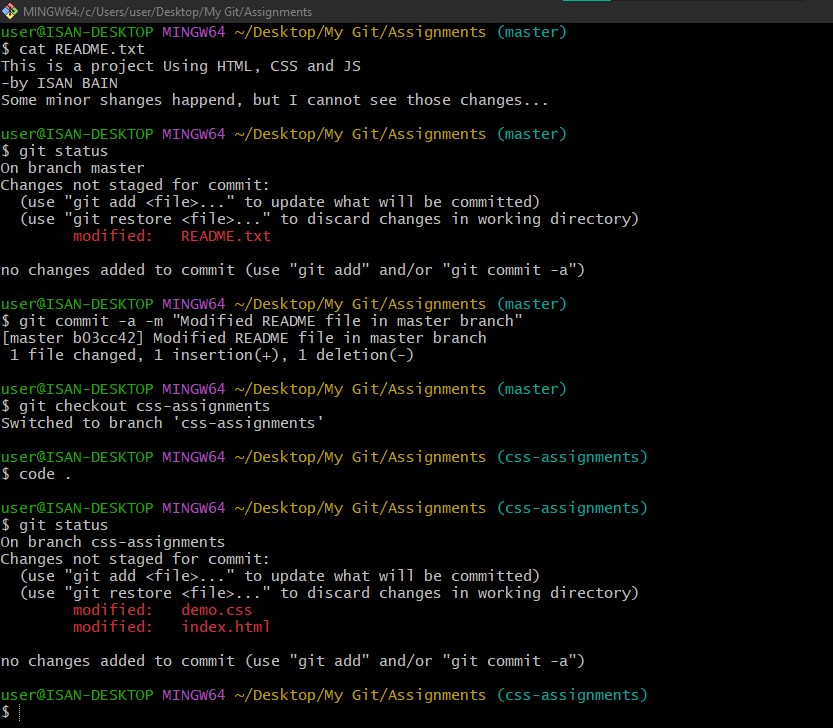 MINGW64:/c/Users/user/Desktop/My Git/Assignments
user@ISAN-DESKTOP MINGW64 ~/Desktop/My Git/Assignments (master)
$ cat README.txt
This is a project Using HTML, CSS and JS
-by ISAN BAIN
Some minor shanges happend, but I cannot see those changes...
user@ISAN-DESKTOP MINGW64 ~/Desktop/My Git/Assignments (master)
$ git status
On branch master
Changes not staged for commit:
  (use "git add <file>..." to update what will be committed)
  (use "git restore <file>..." to discard changes in working directory)
        modified:   README.txt
no changes added to commit (use "git add" and/or "git commit -a")
user@ISAN-DESKTOP MINGW64 ~/Desktop/My Git/Assignments (master)
$ git commit -a -m "Modified README file in master branch"
[master b03cc42] Modified README file in master branch
 1 file changed, 1 insertion(+), 1 deletion(-)
user@ISAN-DESKTOP MINGW64 ~/Desktop/My Git/Assignments (master)
$ git checkout css-assignments
Switched to branch 'css-assignments'
user@ISAN-DESKTOP MINGW64 ~/Desktop/My Git/Assignments (css-assignments)
$ code .
user@ISAN-DESKTOP MINGW64 ~/Desktop/My Git/Assignments (css-assignments)
$ git status
On branch css-assignments
Changes not staged for commit:
  (use "git add <file>..." to update what will be committed)
  (use "git restore <file>..." to discard changes in working directory)
        modified:   demo.css
        modified:   index.html
no changes added to commit (use "git add" and/or "git commit -a")
user@ISAN-DESKTOP MINGW64 ~/Desktop/My Git/Assignments (css-assignments)
$